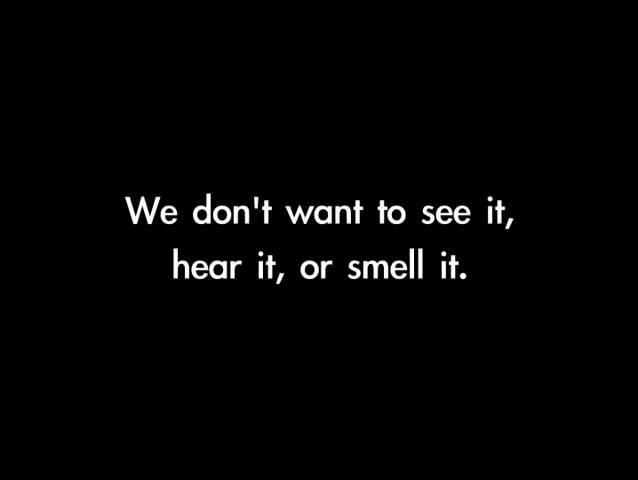 We don't want to see it,
hear it, or smell it.